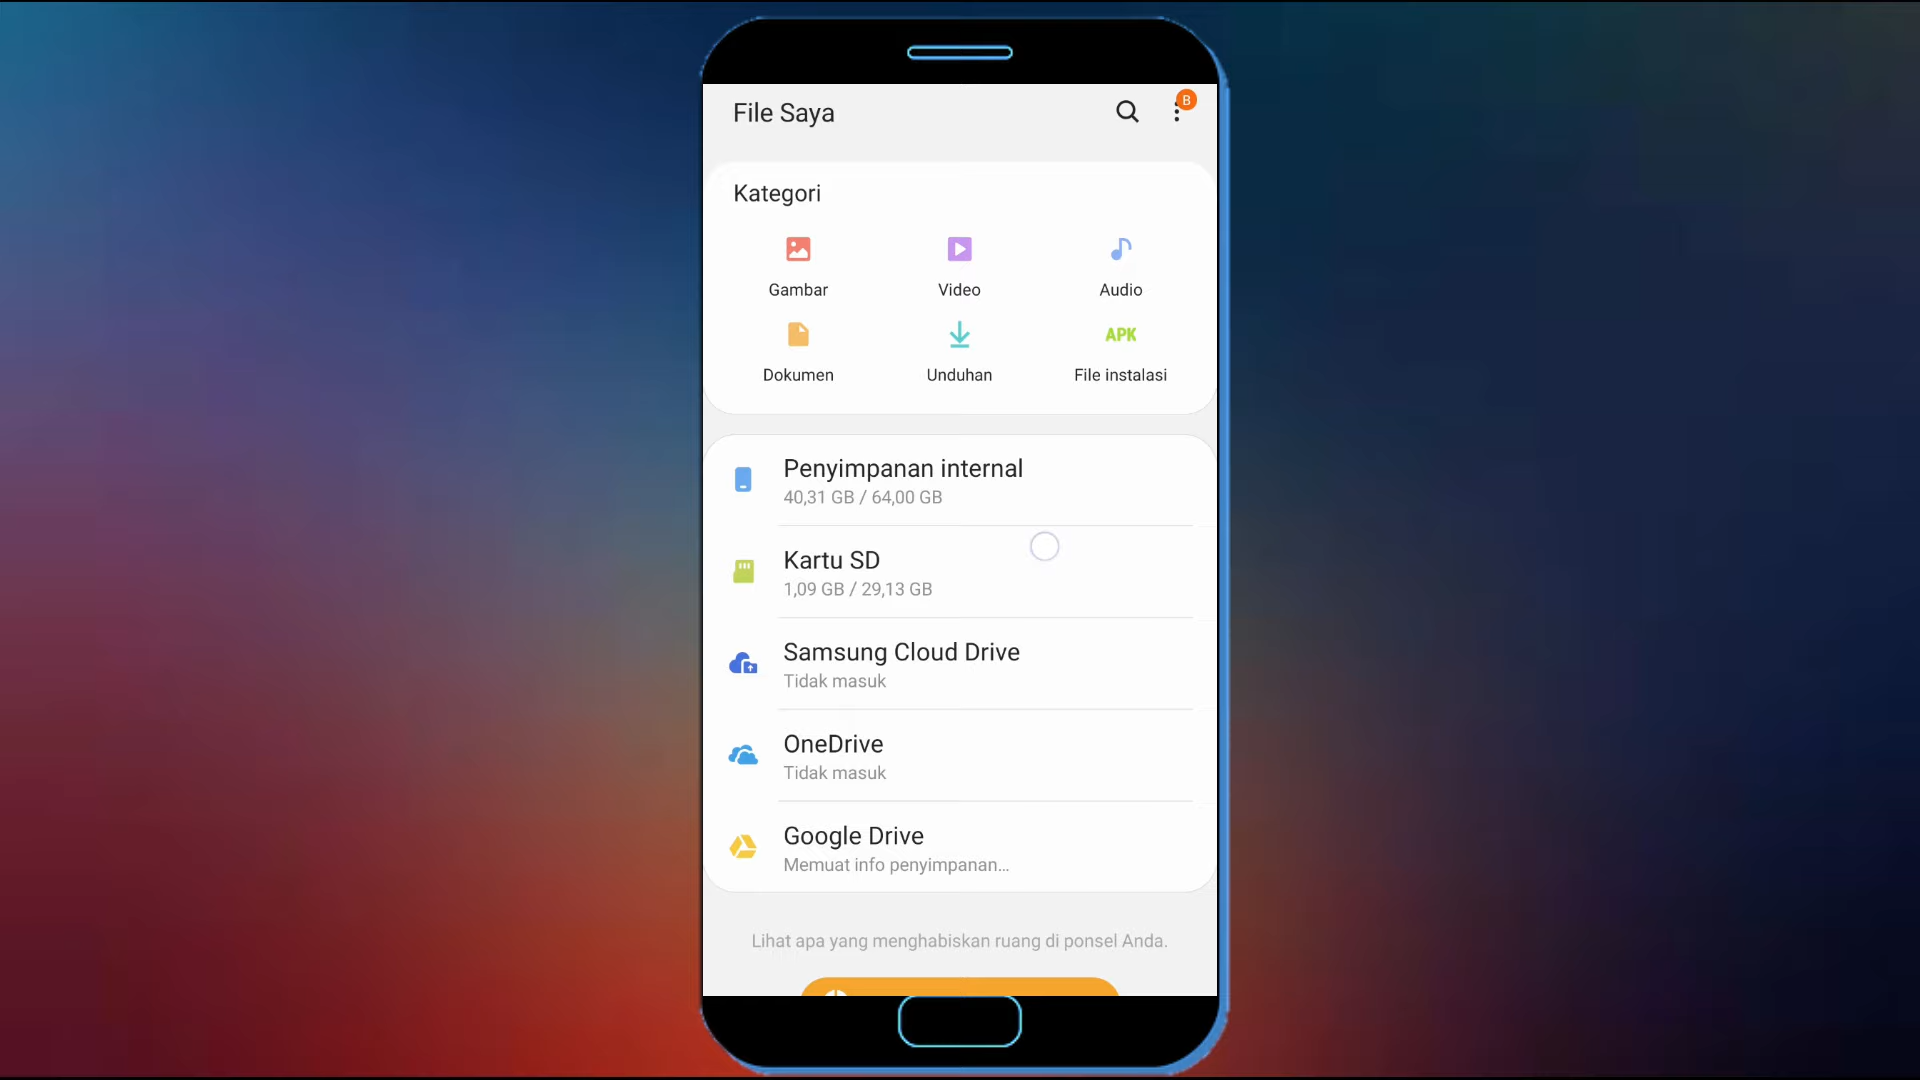 File Saya
B
Kategori
Gambar
Video
Audio
Dokumen
Unduhan
APK
File instalasi
Penyimpanan internal
40,31 GB / 64,00 GB
Kartu SD
1,09 GB / 29,13 GB
Samsung Cloud Drive
Tidak masuk
OneDrive
Tidak masuk
Google Drive
Memuat info penyimpanan...
Lihat apa yang menghabiskan ruang di ponsel Anda.